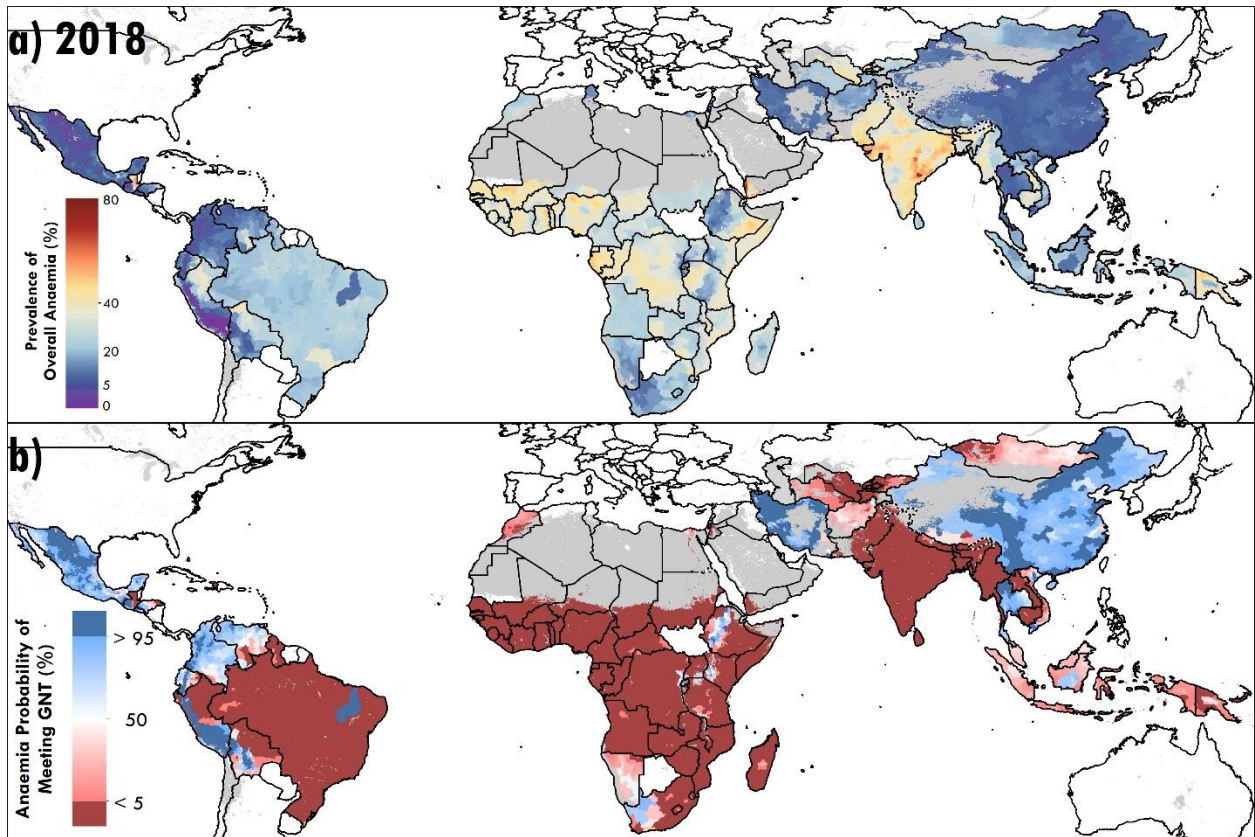 a) 2018
Prevalence of
Overall Anaemia (%)
80
40
20
5
0
b)
Anaemia Probability of
Meeting GNT (%)
> 95
50
< 5